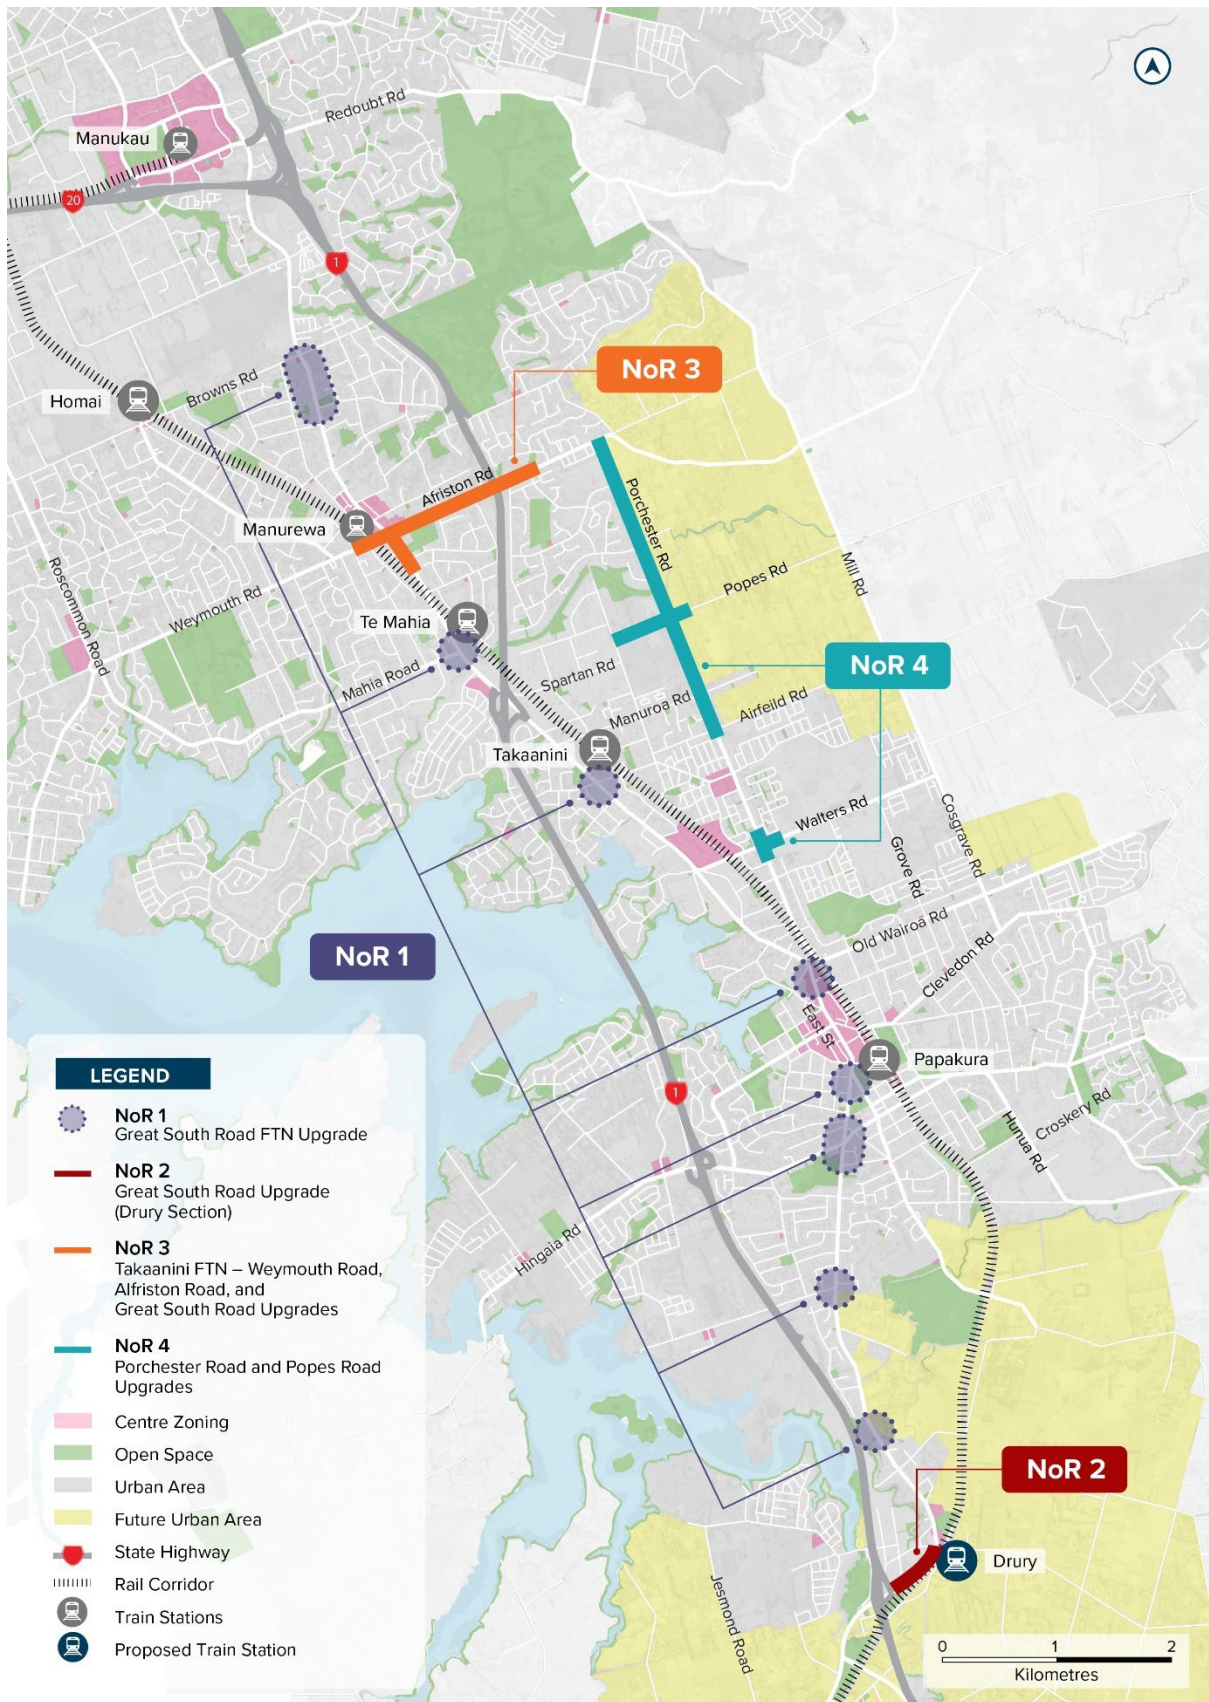 Redoubt Rd
Manukau
20
1
NoR 3
Browns Rd
Homai
Afriston Rd
Manurewa
Porchester Rd
Roscommon Road
Weymouth Rd
Popes Rd
Mill Rd
Te Mahia
Mahia Road
Spartan Rd
NoR 4
Manuroa Rd
Airfeild Rd
Takaanini
Walters Rd
Cosgrave Rd
Grove Rd
NoR 1
Old Wairoa Rd
Clevedon Rd
East St
Papakura
1
Croskery Rd
Hunua Rd
Hingaia Rd
NoR 2
Drury
Jesmond Road
LEGEND
NoR 1
Great South Road FTN Upgrade
NoR 2
Great South Road Upgrade
(Drury Section)
NoR 3
Takaanini FTN – Weymouth Road,
Alfriston Road, and
Great South Road Upgrades
NoR 4
Porchester Road and Popes Road
Upgrades
Centre Zoning
Open Space
Urban Area
Future Urban Area
State Highway
Rail Corridor
Train Stations
Proposed Train Station
0 1 2
Kilometres